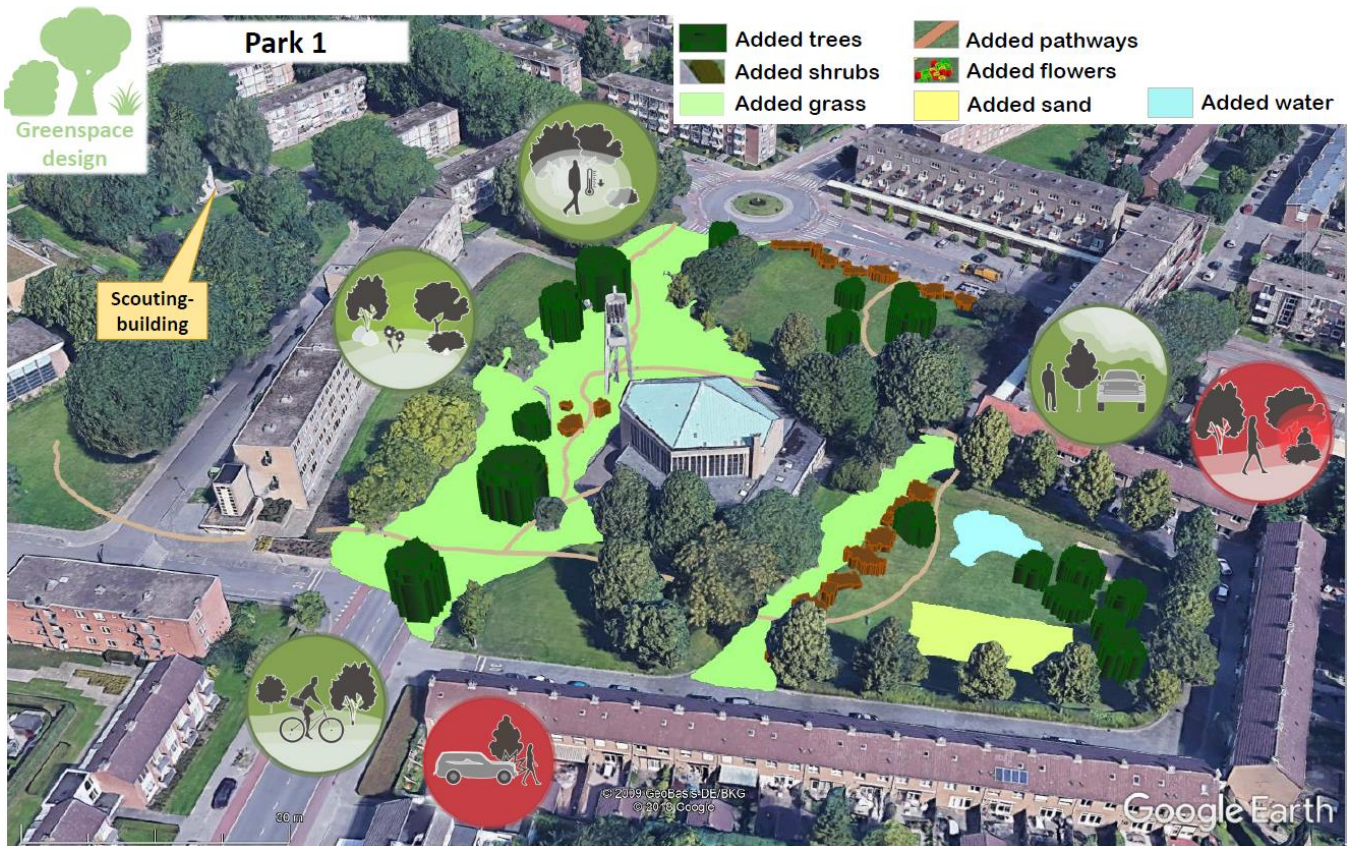 Park 1
Greenspace
design
Added trees
Added shrubs
Added grass
Added pathways
Added flowers
Added sand
Added water
Scouting-
building
30
30 m
© 2009 GeoBasis-DE/BKG
© 2018 Google
Google Earth